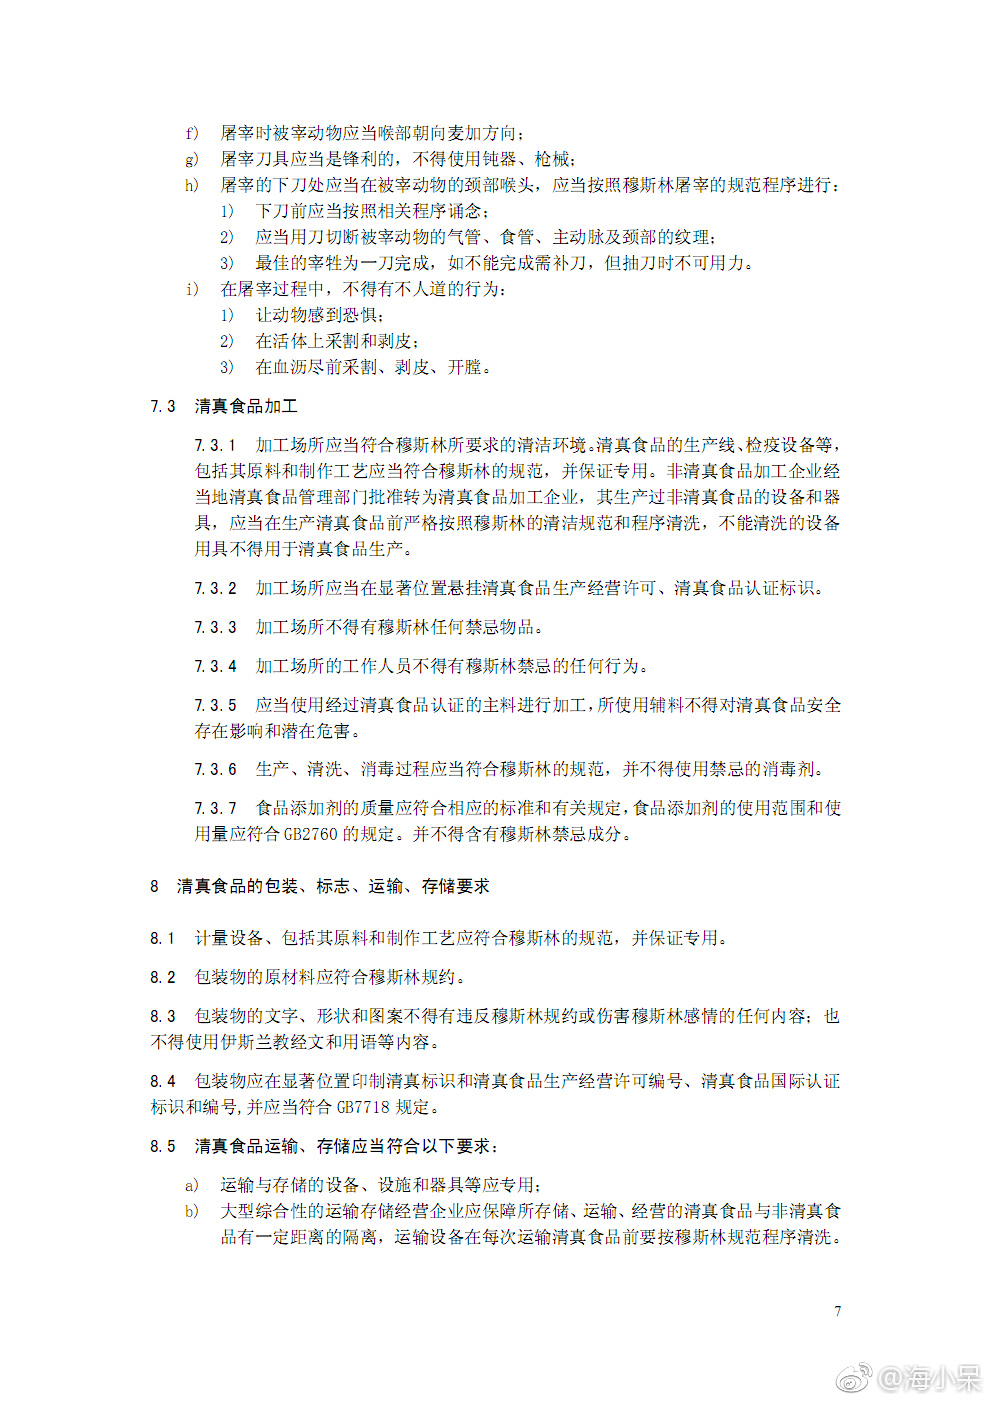 f) 屠宰时被宰动物应当喉部朝向麦加方向；
g) 屠宰刀具应当是锋利的，不得使用钝器、枪械；
h) 屠宰的下刀处应当在被宰动物的颈部喉头，应当按照穆斯林屠宰的规范程序进行：
1) 下刀前应当按照相关程序诵念；
2) 应当用刀切断被宰动物的气管、食管、主动脉及颈部的纹理；
3) 最佳的宰牲为一刀完成，如不能完成需补刀，但抽刀时不可用力。
i) 在屠宰过程中，不得有不人道的行为：
1) 让动物感到恐惧；
2) 在活体上采割和剥皮；
3) 在血沥尽前采割、剥皮、开膛。
7.3 清真食品加工
7.3.1 加工场所应当符合穆斯林所要求的清洁环境。清真食品的生产线、检疫设备等，
包括其原料和制作工艺应当符合穆斯林的规范，并保证专用。非清真食品加工企业经
当地清真食品管理部门批准转为清真食品加工企业，其生产过非清真食品的设备和器
具，应当在生产清真食品前严格按照穆斯林的清洁规范和程序清洗，不能清洗的设备
用具不得用于清真食品生产。
7.3.2 加工场所应当在显著位置悬挂清真食品生产经营许可、清真食品认证标识。
7.3.3 加工场所不得有穆斯林任何禁忌物品。
7.3.4 加工场所的工作人员不得有穆斯林禁忌的任何行为。
7.3.5 应当使用经过清真食品认证的主料进行加工，所使用辅料不得对清真食品安全
存在影响和潜在危害。
7.3.6 生产、清洗、消毒过程应当符合穆斯林的规范，并不得使用禁忌的消毒剂。
7.3.7 食品添加剂的质量应符合相应的标准和有关规定，食品添加剂的使用范围和使
用量应符合 GB2760 的规定。并不得含有穆斯林禁忌成分。
8 清真食品的包装、标志、运输、存储要求
8.1 计量设备、包括其原料和制作工艺应符合穆斯林的规范，并保证专用。
8.2 包装物的原材料应符合穆斯林规约。
8.3 包装物的文字、形状和图案不得有违反穆斯林规约或伤害穆斯林感情的任何内容；也
不得使用伊斯兰教经文和用语等内容。
8.4 包装物应在显著位置印制清真标识和清真食品生产经营许可编号、清真食品国际认证
标识和编号,并应当符合 GB7718 规定。
8.5 清真食品运输、存储应当符合以下要求：
a) 运输与存储的设备、设施和器具等应专用；
b) 大型综合性的运输存储经营企业应保障所存储、运输、经营的清真食品与非清真食
品有一定距离的隔离，运输设备在每次运输清真食品前要按穆斯林规范程序清洗。
7
@海小呆